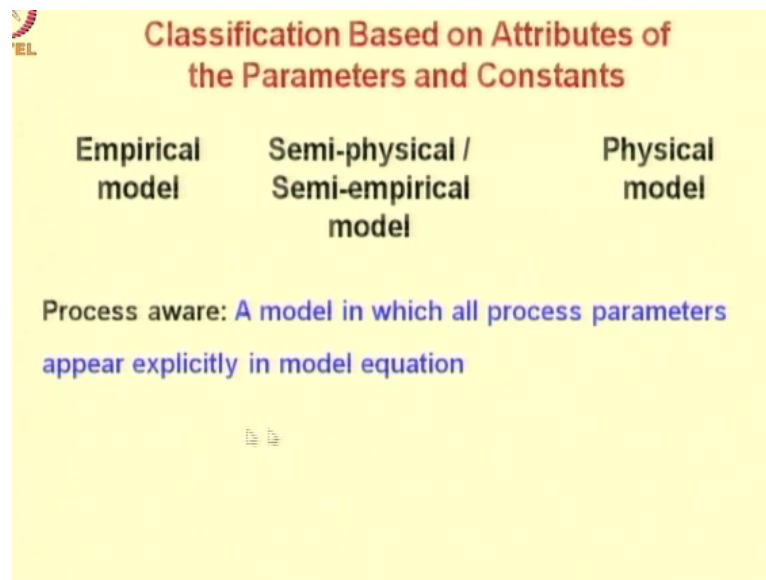 EL
Classification Based on Attributes of
the Parameters and Constants
Empirical
model
Semi-physical /
Semi-empirical
model
Physical
model
Process aware: A model in which all process parameters
appear explicitly in model equation